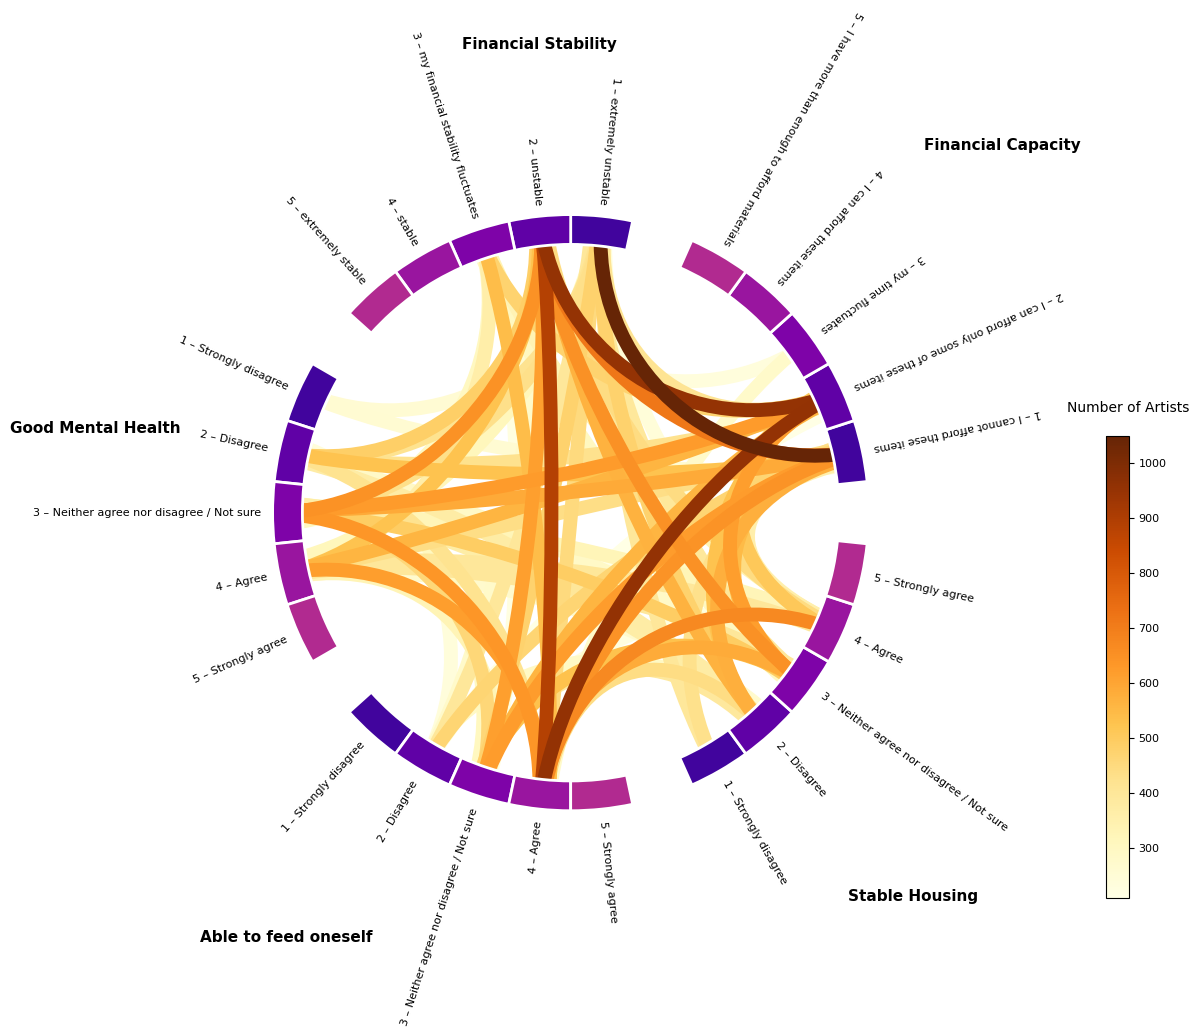 Financial Stability
1 – extremely unstable
2 – unstable
3 – my financial stability fluctuates
4 – stable
5 – extremely stable
Financial Capacity
5 – I have more than enough to afford materials
4 – I can afford these items
3 – my time fluctuates
2 – I can only afford some of these items
1 – I cannot afford these items
Good Mental Health
1 – Strongly disagree
2 – Disagree
3 – Neither agree nor disagree / Not sure
4 – Agree
5 – Strongly agree
Number of Artists
1000
900
800
700
600
500
400
300
5 – Strongly agree
4 – Agree
3 – Neither agree nor disagree / Not sure
2 – Disagree
1 – Strongly disagree
Stable Housing
1 – Strongly disagree
2 – Disagree
3 – Neither agree nor disagree / Not sure
4 – Agree
5 – Strongly agree
Able to feed oneself